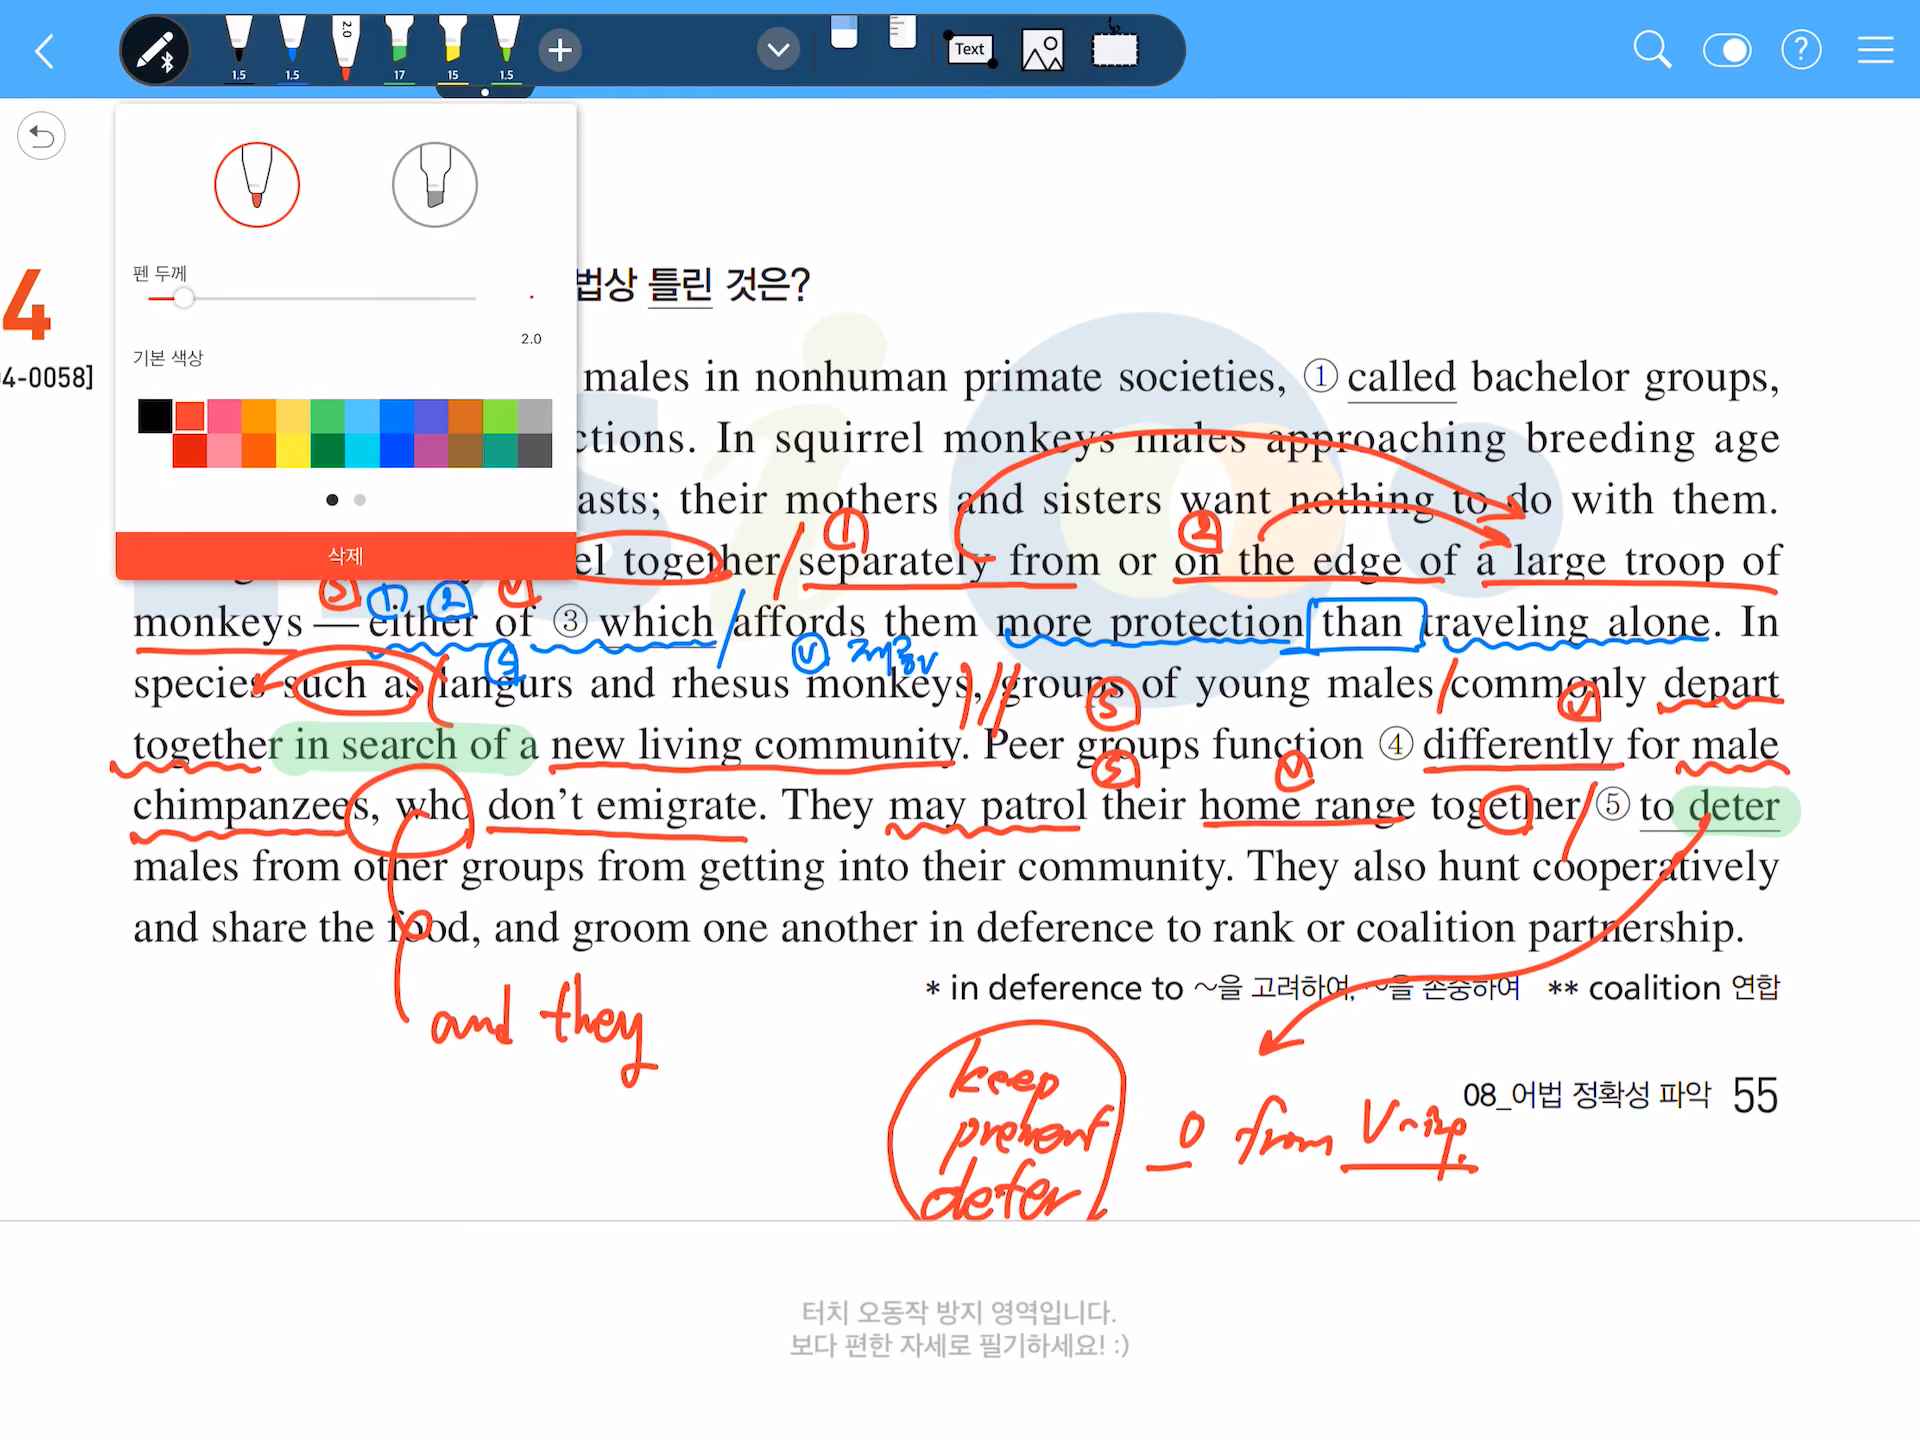 1.5 1.5 2.0 17 15 1.5 Text
펜 두께
2.0
기본 색상
삭제
4
법상 틀린 것은?
4-0058]
males in nonhuman primate societies, ① called bachelor groups,
ctions. In squirrel monkeys males approaching breeding age
asts; their mothers and sisters want nothing to do with them.
① ②
el together separately from or on the edge of a large troop of
S ① ② V
monkeys — either of ③ which affords them more protection than traveling alone. In
S V
species such as langurs and rhesus monkeys, groups of young males commonly depart
S V
together in search of a new living community. Peer groups function ④ differently for male
S V
chimpanzees, who don't emigrate. They may patrol their home range together ⑤ to deter
males from other groups from getting into their community. They also hunt cooperatively
and share the food, and groom one another in deference to rank or coalition partnership.
* in deference to ~을 고려하여, ~을 존중하여 ** coalition 연합
and they
keep
prevent
deter
O from V-ing
08_어법 정확성 파악 55
터치 오동작 방지 영역입니다.
보다 편한 자세로 필기하세요! :)